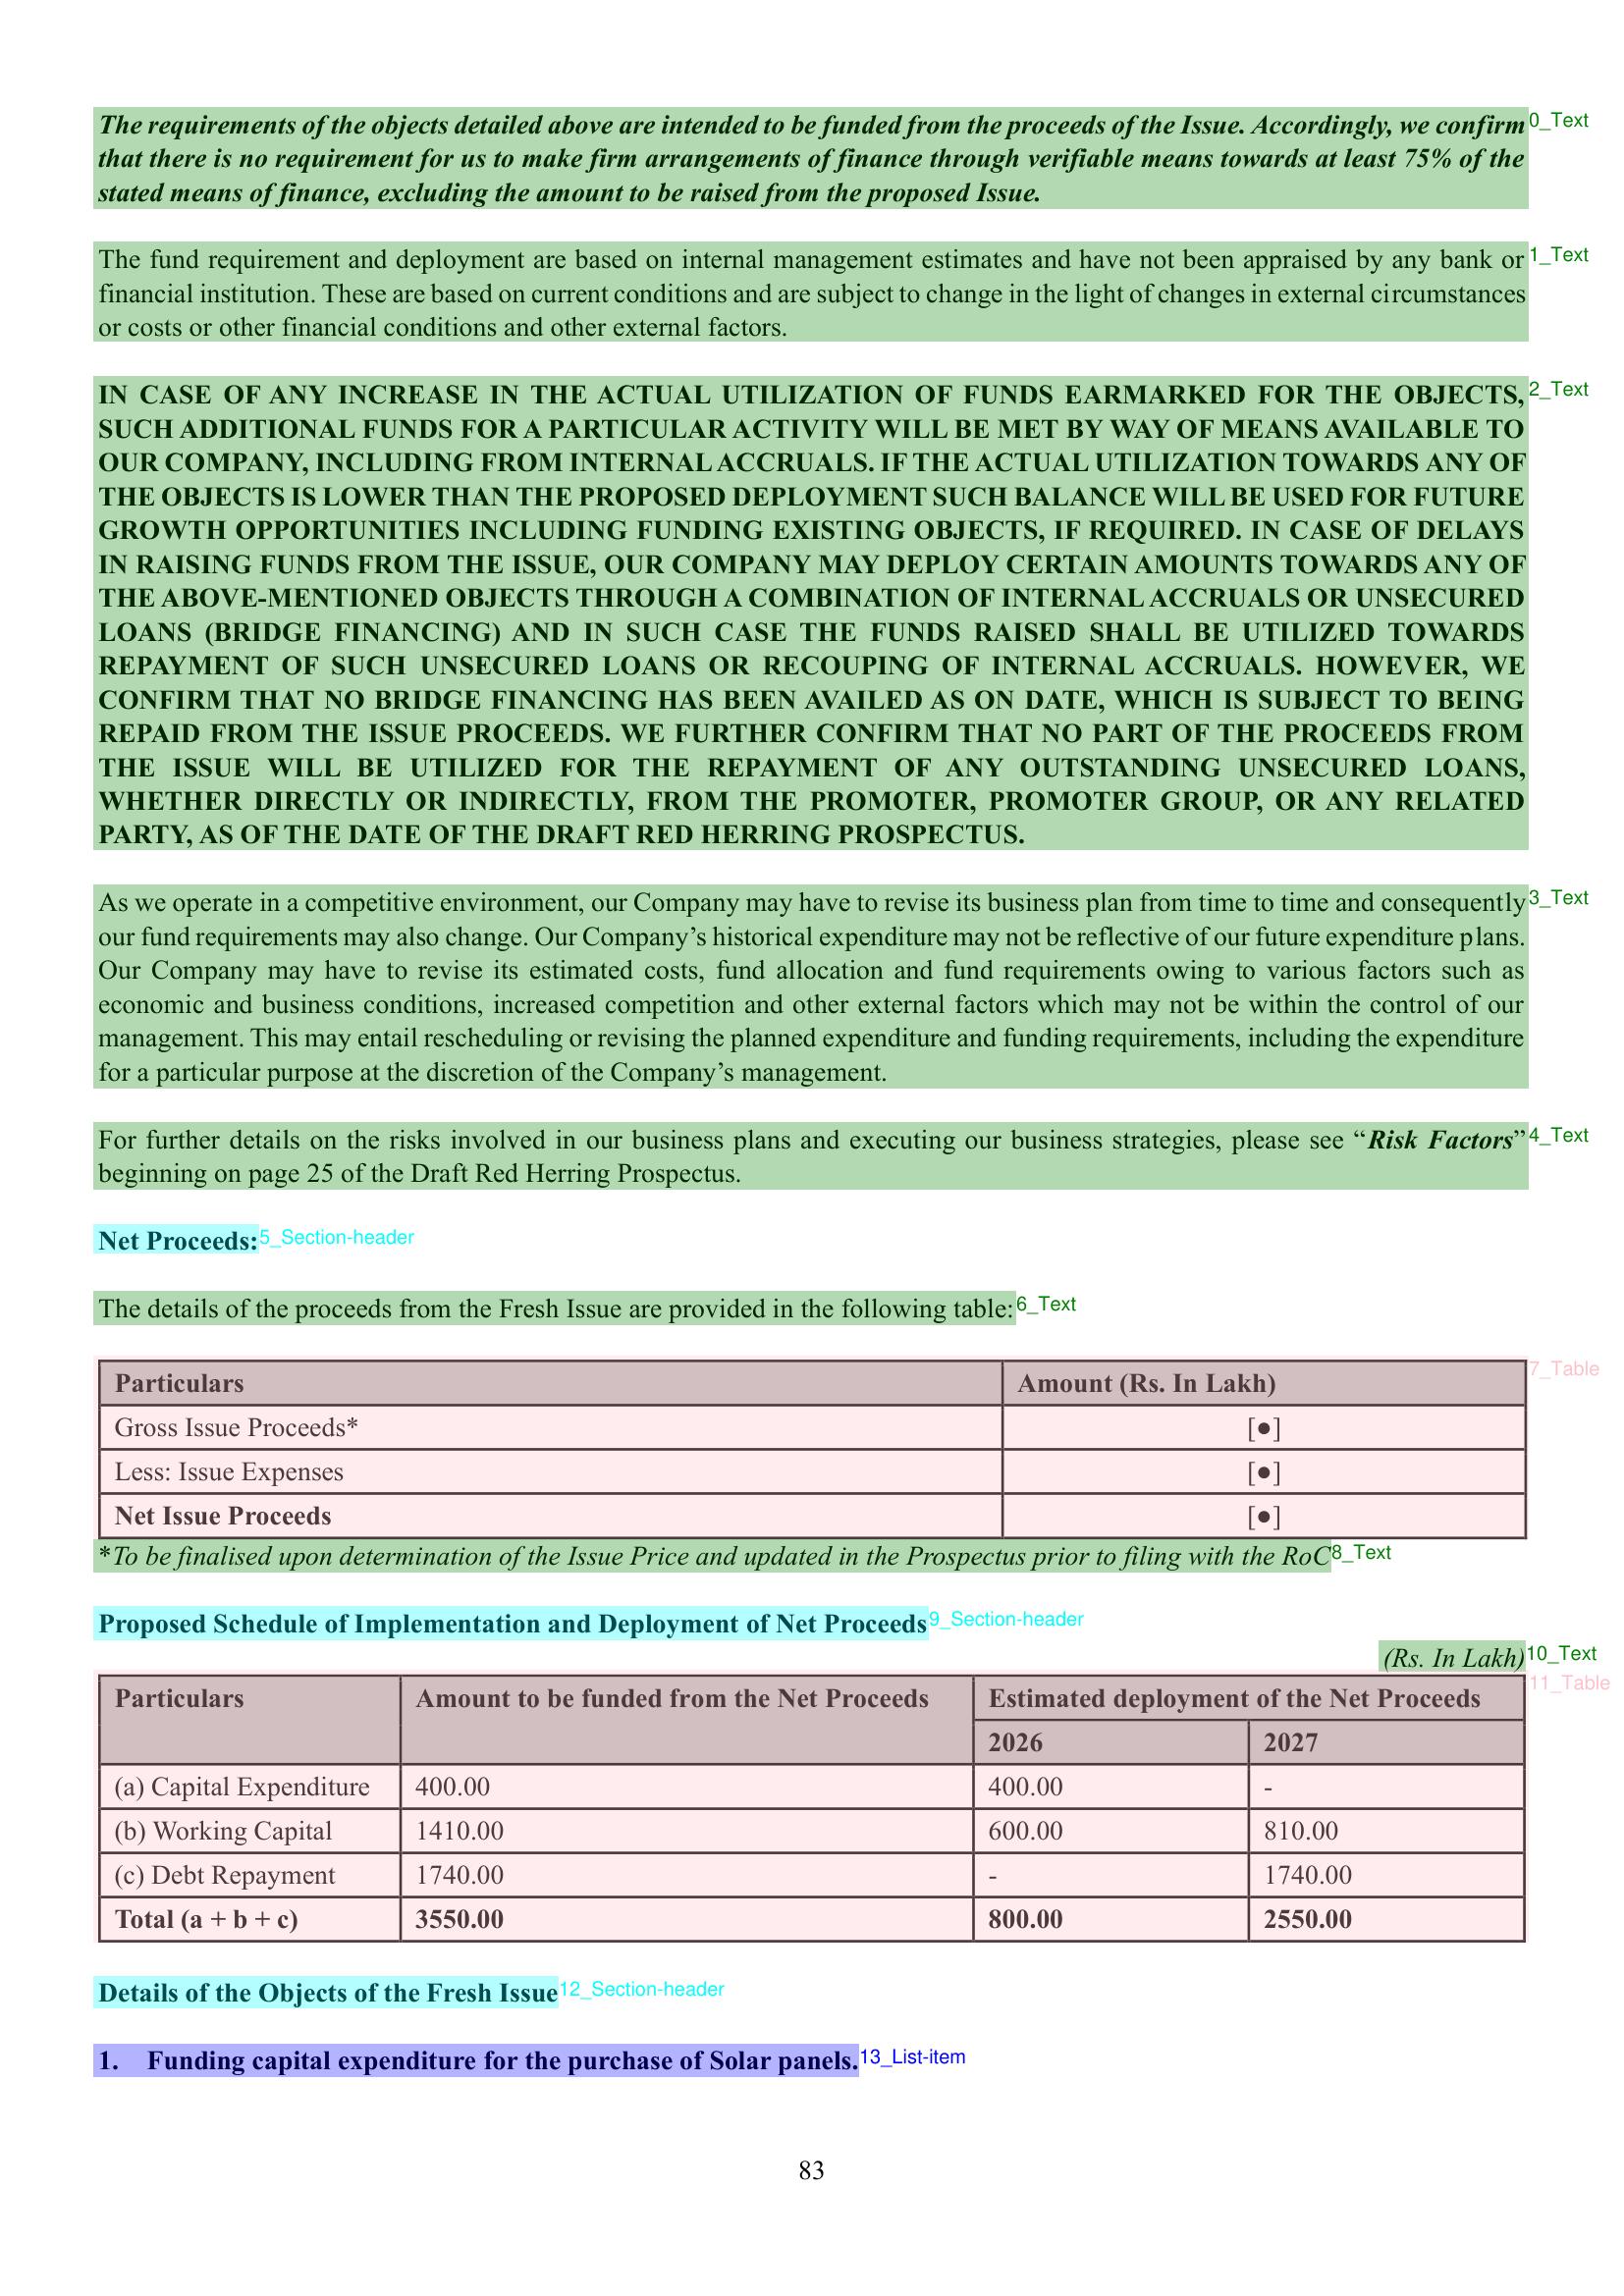 The requirements of the objects detailed above are intended to be funded from the proceeds of the Issue. Accordingly, we confirm 0_Text
that there is no requirement for us to make firm arrangements of finance through verifiable means towards at least 75% of the
stated means of finance, excluding the amount to be raised from the proposed Issue.
The fund requirement and deployment are based on internal management estimates and have not been appraised by any bank or 1_Text
financial institution. These are based on current conditions and are subject to change in the light of changes in external circumstances
or costs or other financial conditions and other external factors.
IN CASE OF ANY INCREASE IN THE ACTUAL UTILIZATION OF FUNDS EARMARKED FOR THE OBJECTS, 2_Text
SUCH ADDITIONAL FUNDS FOR A PARTICULAR ACTIVITY WILL BE MET BY WAY OF MEANS AVAILABLE TO
OUR COMPANY, INCLUDING FROM INTERNAL ACCRUALS. IF THE ACTUAL UTILIZATION TOWARDS ANY OF
THE OBJECTS IS LOWER THAN THE PROPOSED DEPLOYMENT SUCH BALANCE WILL BE USED FOR FUTURE
GROWTH OPPORTUNITIES INCLUDING FUNDING EXISTING OBJECTS, IF REQUIRED. IN CASE OF DELAYS
IN RAISING FUNDS FROM THE ISSUE, OUR COMPANY MAY DEPLOY CERTAIN AMOUNTS TOWARDS ANY OF
THE ABOVE-MENTIONED OBJECTS THROUGH A COMBINATION OF INTERNAL ACCRUALS OR UNSECURED
LOANS (BRIDGE FINANCING) AND IN SUCH CASE THE FUNDS RAISED SHALL BE UTILIZED TOWARDS
REPAYMENT OF SUCH UNSECURED LOANS OR RECOUPING OF INTERNAL ACCRUALS. HOWEVER, WE
CONFIRM THAT NO BRIDGE FINANCING HAS BEEN AVAILED AS ON DATE, WHICH IS SUBJECT TO BEING
REPAID FROM THE ISSUE PROCEEDS. WE FURTHER CONFIRM THAT NO PART OF THE PROCEEDS FROM
THE ISSUE WILL BE UTILIZED FOR THE REPAYMENT OF ANY OUTSTANDING UNSECURED LOANS,
WHETHER DIRECTLY OR INDIRECTLY, FROM THE PROMOTER, PROMOTER GROUP, OR ANY RELATED
PARTY, AS OF THE DATE OF THE DRAFT RED HERRING PROSPECTUS.
As we operate in a competitive environment, our Company may have to revise its business plan from time to time and consequently 3_Text
our fund requirements may also change. Our Company’s historical expenditure may not be reflective of our future expenditure plans.
Our Company may have to revise its estimated costs, fund allocation and fund requirements owing to various factors such as
economic and business conditions, increased competition and other external factors which may not be within the control of our
management. This may entail rescheduling or revising the planned expenditure and funding requirements, including the expenditure
for a particular purpose at the discretion of the Company’s management.
For further details on the risks involved in our business plans and executing our business strategies, please see “Risk Factors” 4_Text
beginning on page 25 of the Draft Red Herring Prospectus.
Net Proceeds: 5_Section-header
The details of the proceeds from the Fresh Issue are provided in the following table: 6_Text
Particulars Amount (Rs. In Lakh) 7_Table
Gross Issue Proceeds* [●]
Less: Issue Expenses [●]
Net Issue Proceeds [●]
*To be finalised upon determination of the Issue Price and updated in the Prospectus prior to filing with the RoC 8_Text
Proposed Schedule of Implementation and Deployment of Net Proceeds 9_Section-header
(Rs. In Lakh) 10_Text
Particulars Amount to be funded from the Net Proceeds Estimated deployment of the Net Proceeds 11_Table
2026 2027
(a) Capital Expenditure 400.00 400.00 -
(b) Working Capital 1410.00 600.00 810.00
(c) Debt Repayment 1740.00 - 1740.00
Total (a + b + c) 3550.00 800.00 2550.00
Details of the Objects of the Fresh Issue 12_Section-header
1. Funding capital expenditure for the purchase of Solar panels. 13_List-item
83